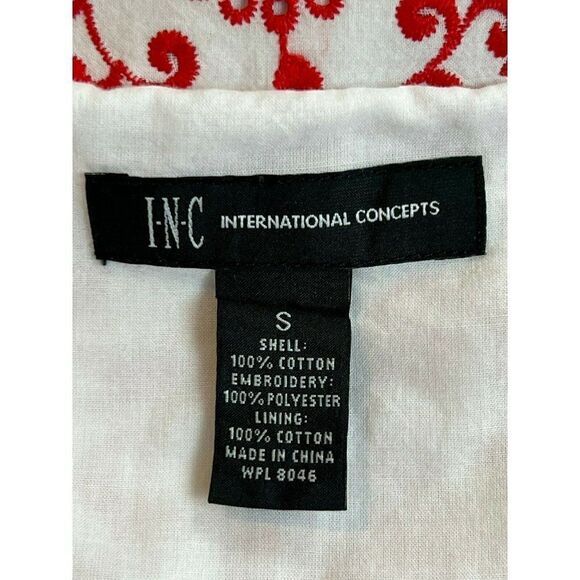 I-N-C INTERNATIONAL CONCEPTS
S
SHELL:
100% COTTON
EMBROIDERY:
100% POLYESTER
LINING:
100% COTTON
MADE IN CHINA
WPL 8046